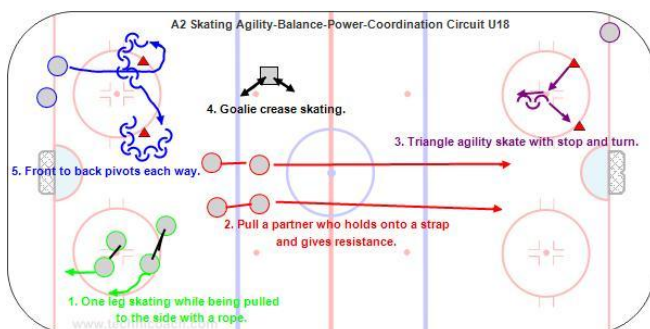 A2 Skating Agility-Balance-Power-Coordination Circuit U18
4. Goalie crease skating.
3. Triangle agility skate with stop and turn.
5. Front to back pivots each way.
2. Pull a partner who holds onto a strap
and gives resistance.
1. One leg skating while being pulled
to the side with a rope.
www.technicoach.com